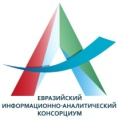 ЕВРАЗИЙСКИЙ
ИНФОРМАЦИОННО-АНАЛИТИЧЕСКИЙ
КОНСОРЦИУМ